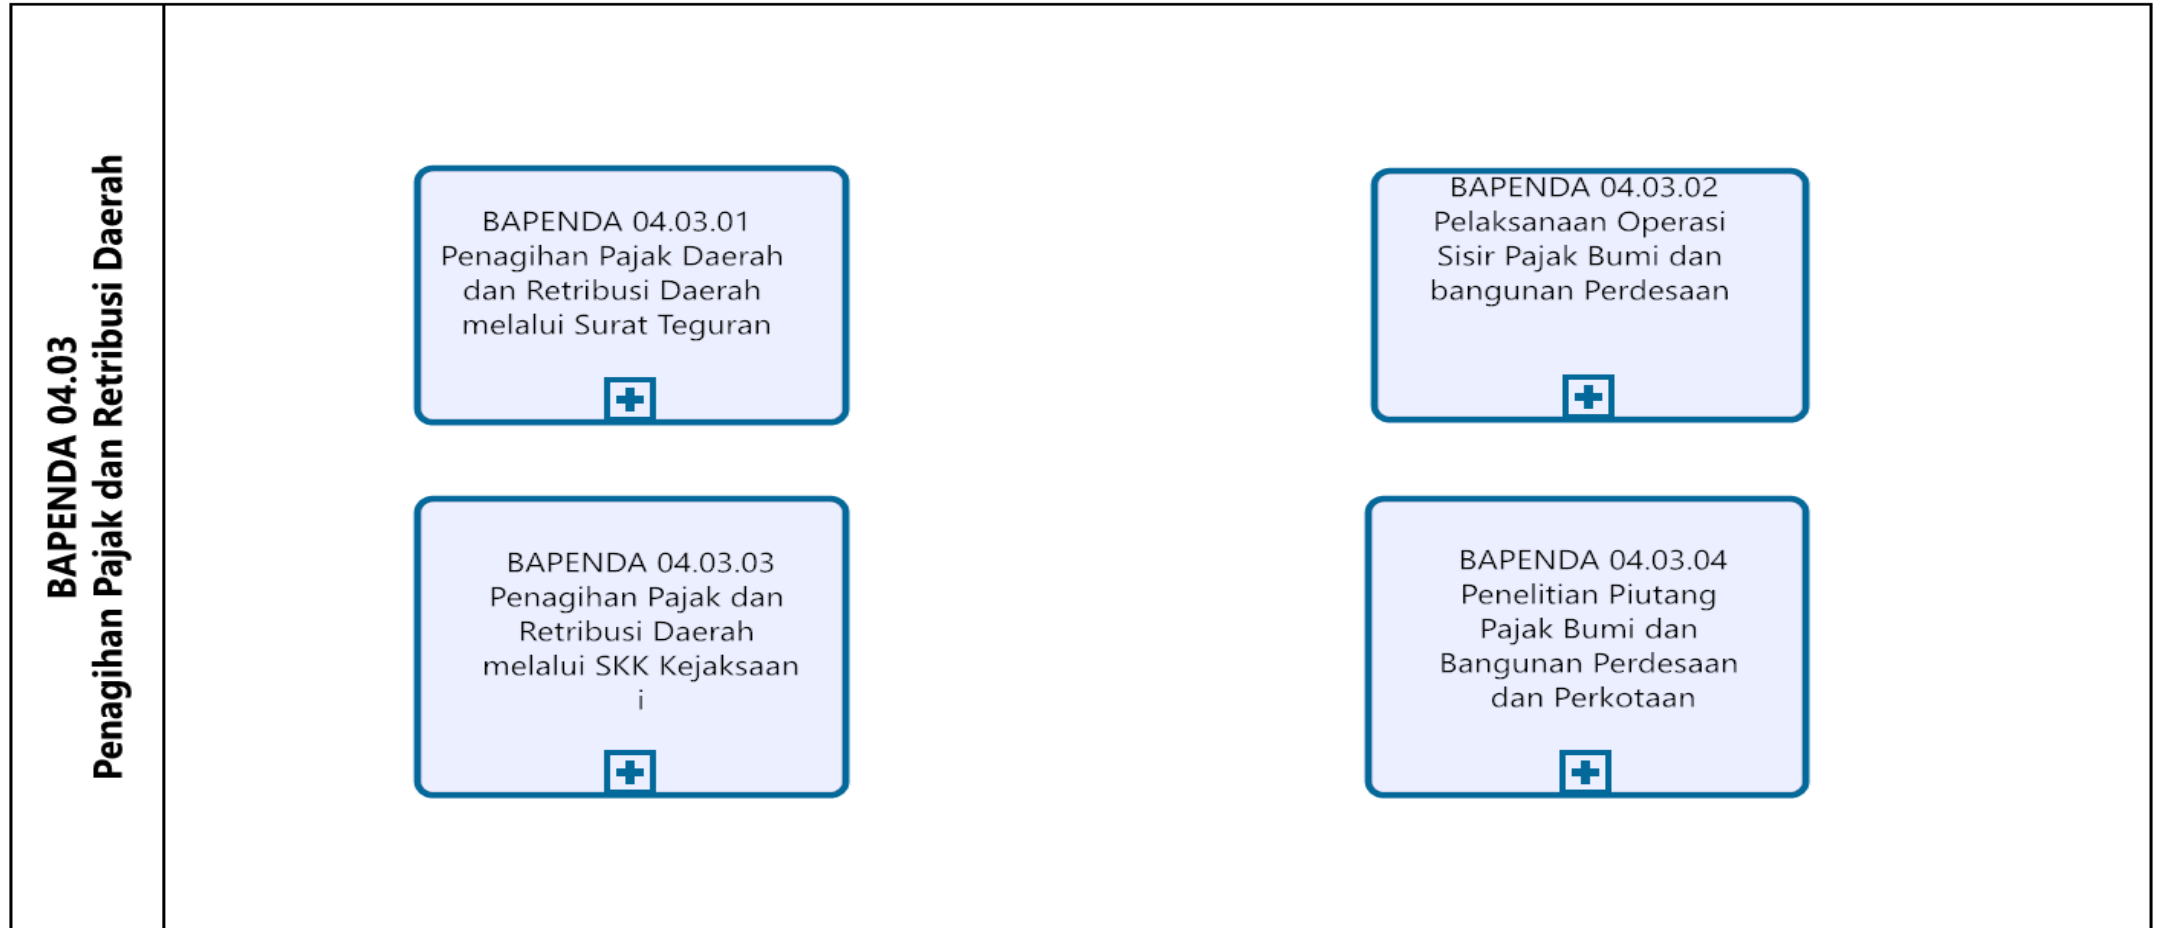 BAPENDA 04.03
Penagihan Pajak dan Retribusi Daerah
BAPENDA 04.03.01
Penagihan Pajak Daerah
dan Retribusi Daerah
melalui Surat Teguran
BAPENDA 04.03.02
Pelaksanaan Operasi
Sisir Pajak Bumi dan
bangunan Perdesaan
BAPENDA 04.03.03
Penagihan Pajak dan
Retribusi Daerah
melalui SKK Kejaksaan
i
BAPENDA 04.03.04
Penelitian Piutang
Pajak Bumi dan
Bangunan Perdesaan
dan Perkotaan